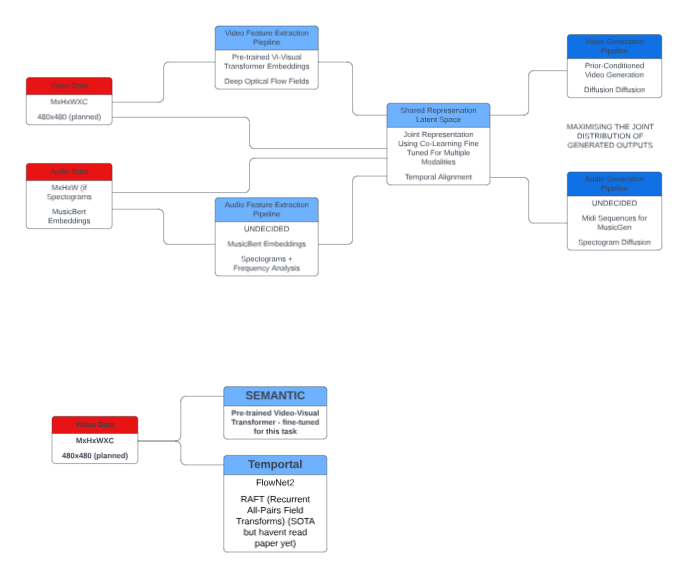 Video Feature Extraction
Piepline
Pre-trained Vi-Visual
Transformer Embeddings
Deep Optical Flow Fields
Video Data
MxHxWXC
480x480 (planned)
Audio Data
MxHxW (if
Spectograms
MusicBert
Embeddings
Audio Feature Extraction
Pipeline
UNDECIDED
MusicBert Embeddings
Spectograms +
Frequency Analysis
Shared Represenation
Latent Space
Joint Representation
Using Co-Learning Fine
Tuned For Multiple
Modalities
Temporal Alignment
Video Generation
Pipeline
Prior-Conditioned
Video Generation
Diffusion Diffusion
MAXIMISING THE JOINT
DISTRIBUTION OF
GENERATED OUTPUTS
Audio Generation
Pipeline
UNDECIDED
Midi Sequences for
MusicGen
Spectogram Diffusion
Video Data
MxHxWXC
480x480 (planned)
SEMANTIC
Pre-trained Video-Visual
Transformer - fine-tuned
for this task
Temportal
FlowNet2
RAFT (Recurrent
All-Pairs Field
Transforms) (SOTA
but havent read
paper yet)